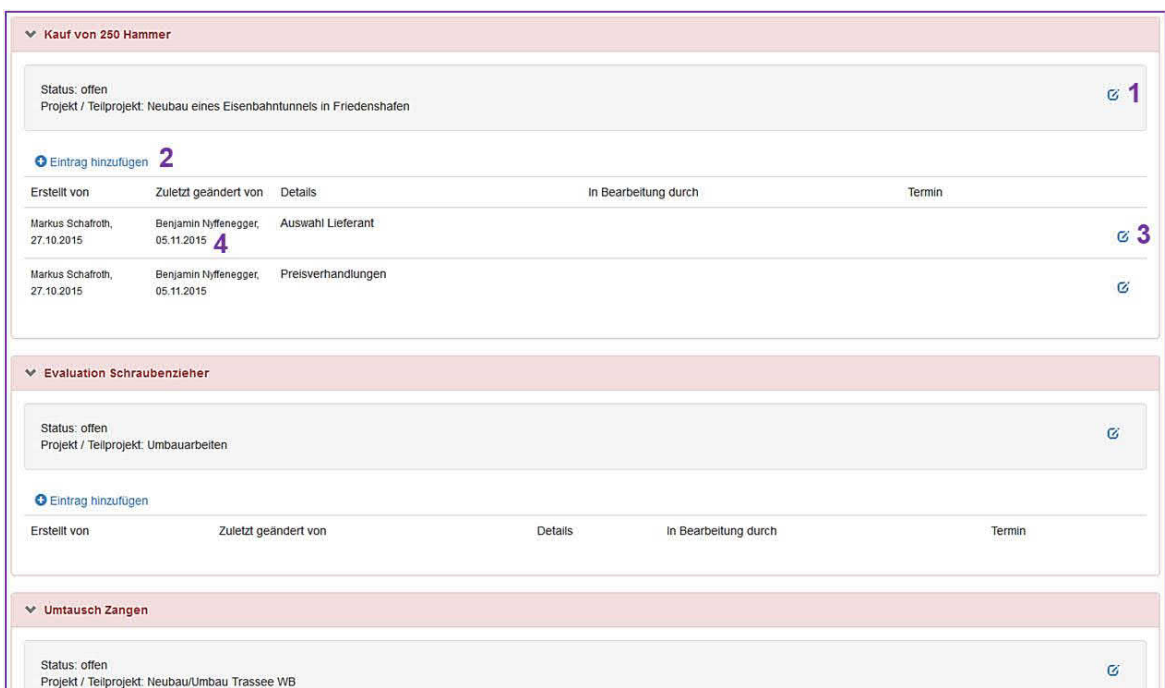 Kauf von 250 Hammer
Status: offen
Projekt / Teilprojekt: Neubau eines Eisenbahntunnels in Friedenshafen
1
Eintrag hinzufügen 2
Erstellt von Zuletzt geändert von Details In Bearbeitung durch Termin
Markus Schafroth, Benjamin Nyffenegger, Auswahl Lieferant
27.10.2015 05.11.2015 4 3
Markus Schafroth, Benjamin Nyffenegger, Preisverhandlungen
27.10.2015 05.11.2015
Evaluation Schraubenzieher
Status: offen
Projekt / Teilprojekt: Umbauarbeiten
Eintrag hinzufügen
Erstellt von Zuletzt geändert von Details In Bearbeitung durch Termin
Umtausch Zangen
Status: offen
Projekt / Teilprojekt: Neubau/Umbau Trassee WB